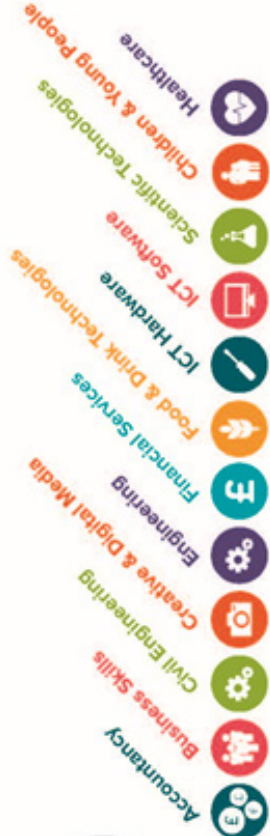 Accountancy
Business Skills
Civil Engineering
Creative & Digital Media
Engineering
Financial Services
Food & Drink Technologies
ICT Hardware
ICT Software
Scientific Technologies
Children & Young People
Healthcare